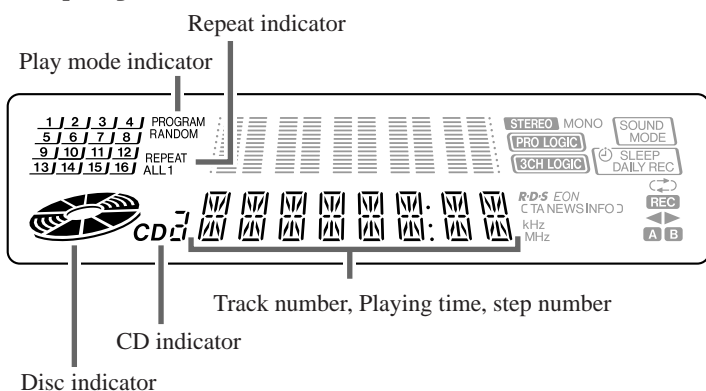 Repeat indicator
Play mode indicator
1 2 3 4 PROGRAM
5 6 7 8 RANDOM
9 10 11 12 REPEAT
13 14 15 16 ALL 1
STEREO MONO SOUND MODE
PRO LOGIC
3CH LOGIC SLEEP
DAILY REC
R·D·S EON
TA NEWS INFO
kHz
MHz
REC
A B
CD
Track number, Playing time, step number
CD indicator
Disc indicator